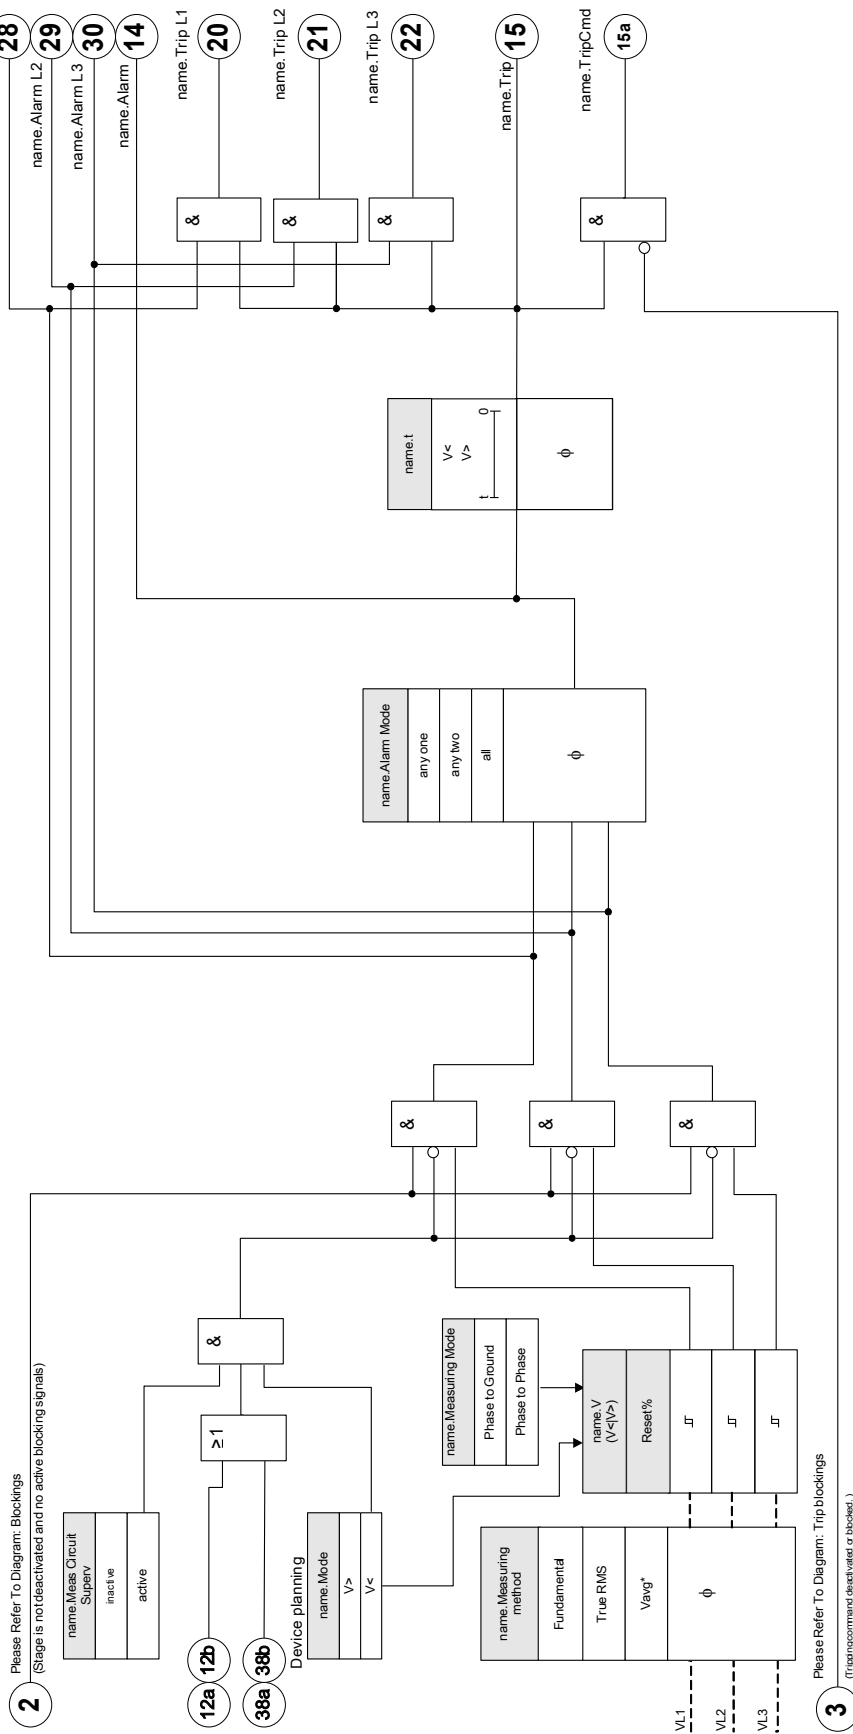 28
29
name.Alarm L2
30
name.Alarm L3
14
name.Alarm
20
name.Trip L1
21
name.Trip L2
22
name.Trip L3
15
name.Trip
15a
name.TripCmd
&
&
&
&
name.t
V<
V>
t
0
ϕ
name.Alarm Mode
any one
any two
all
ϕ
&
&
&
2
Please Refer To Diagram: Blockings
(Stage is not deactivated and no active blocking signals)
name.Meas Circuit
Superv
inactive
active
&
≥1
12a
12b
38a
38b
Device planning
name.Mode
V>
V<
name.Measuring Mode
Phase to Ground
Phase to Phase
name.V
(V<|V>)
Reset%
name.Measuring
method
Fundamental
True RMS
Vavg*
ϕ
VL1
VL2
VL3
3
Please Refer To Diagram: Trip blockings
(Tripping command deactivated or blocked.)